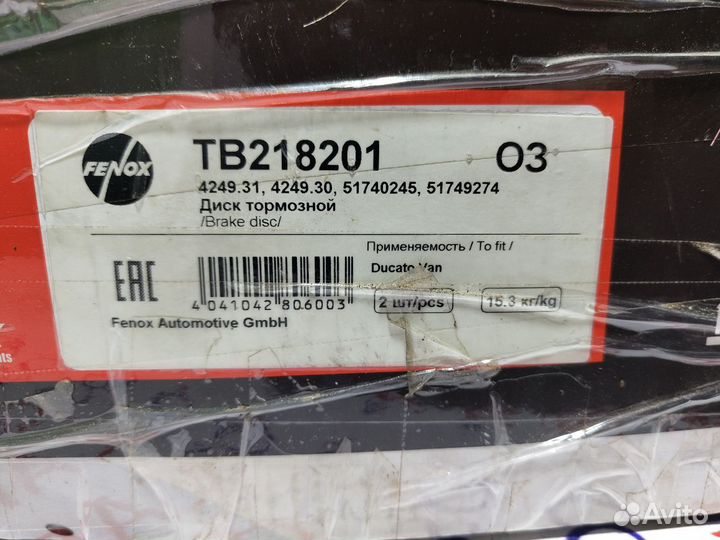 FENOX
TB218201 O3
4249.31, 4249.30, 51740245, 51749274
Диск тормозной
/Brake disc/
Применяемость / To fit /
Ducato Van
EAC
4 041042 806003
2 шт/pcs 15.3 кг/kg
Fenox Automotive GmbH
Avito